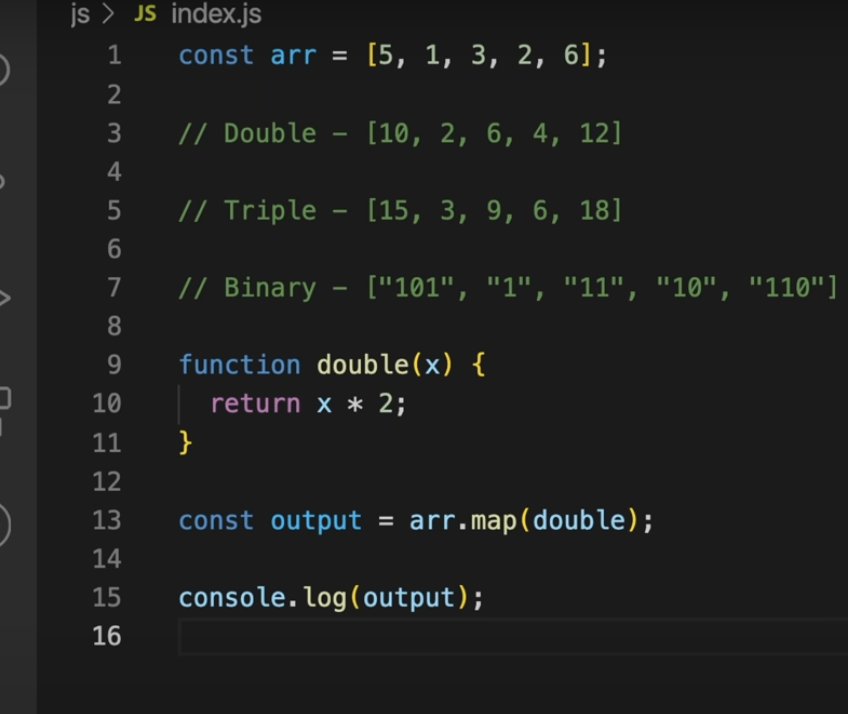 js > JS index.js
1 const arr = [5, 1, 3, 2, 6];
2
3 // Double – [10, 2, 6, 4, 12]
4
5 // Triple – [15, 3, 9, 6, 18]
6
7 // Binary – ["101", "1", "11", "10", "110"]
8
9 function double(x) {
10   return x * 2;
11 }
12
13 const output = arr.map(double);
14
15 console.log(output);
16